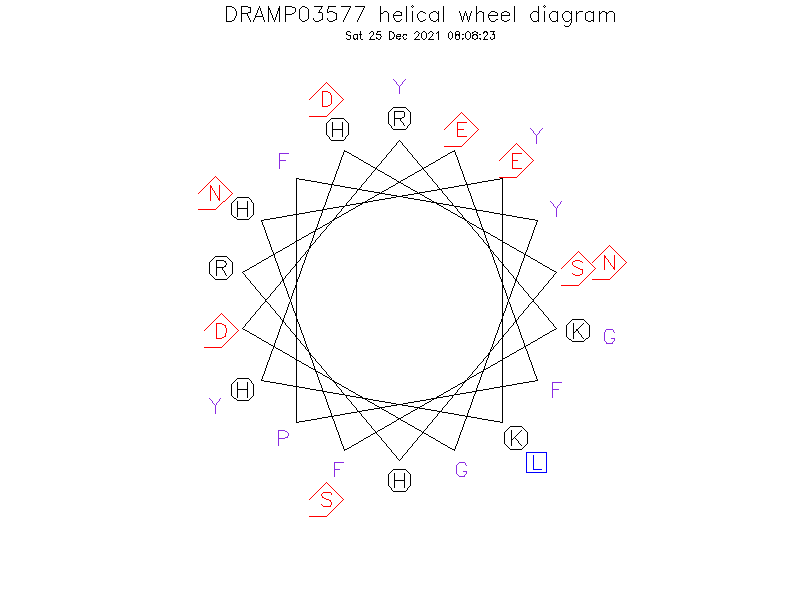 DRAMP03577 helical wheel diagram
Sat 25 Dec 2021 08:08:23
Y
D
H
R
E
Y
F
E
N
H
Y
R
S
N
D
K
G
H
F
Y
P
K
F
G
L
H
S